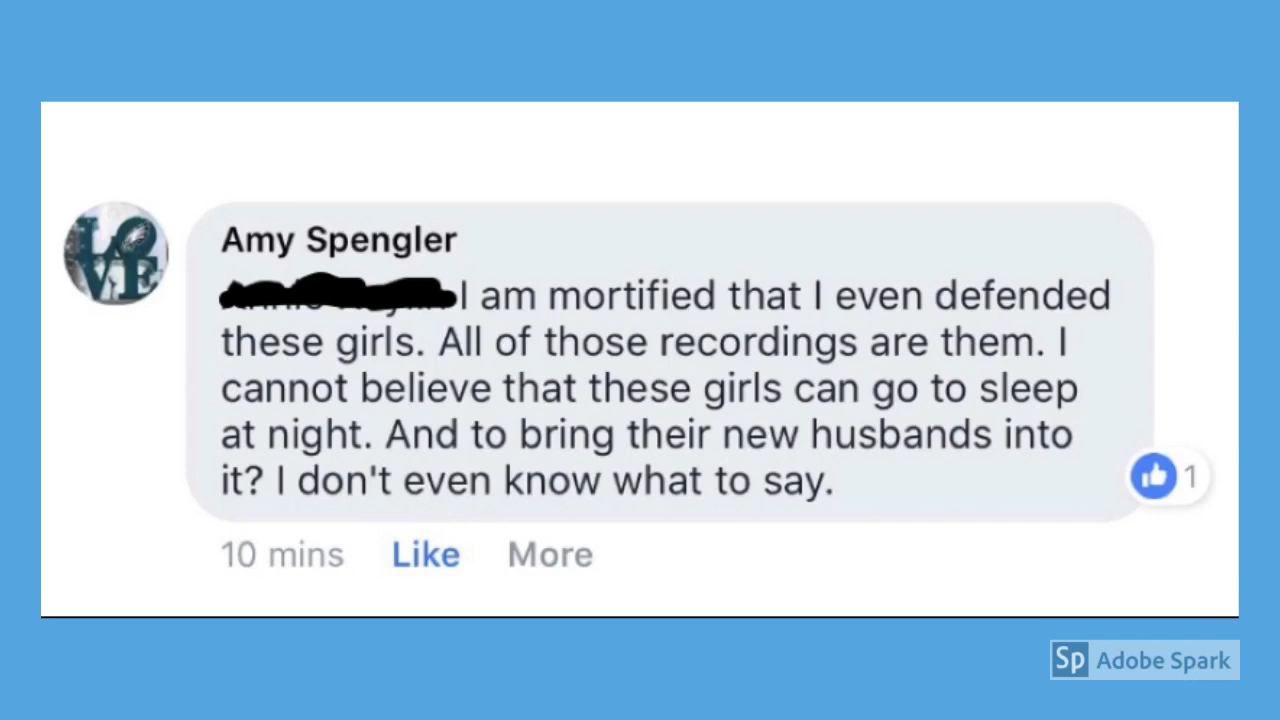 LOVE
Amy Spengler
I am mortified that I even defended
these girls. All of those recordings are them. I
cannot believe that these girls can go to sleep
at night. And to bring their new husbands into
it? I don't even know what to say.
1
10 mins Like More
Sp Adobe Spark